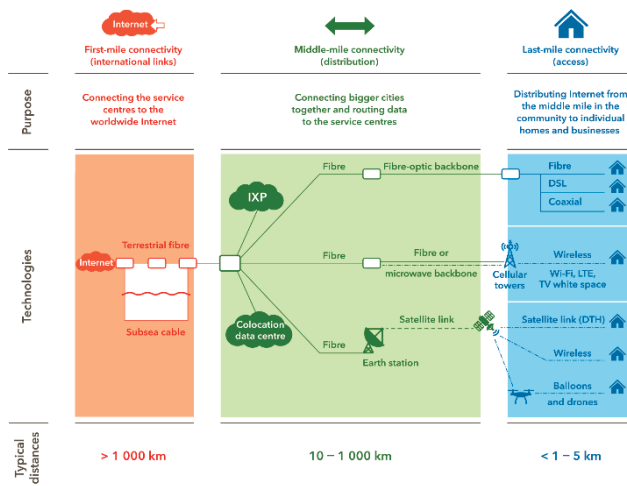 Internet
First-mile connectivity
(international links)
Middle-mile connectivity
(distribution)
Last-mile connectivity
(access)
Purpose
Connecting the service
centres to the
worldwide Internet
Connecting bigger cities
together and routing data
to the service centres
Distributing Internet from
the middle mile in the
community to individual
homes and businesses
Technologies
Internet
Terrestrial fibre
Subsea cable
IXP
Colocation
data centre
Fibre
Fibre-optic backbone
Fibre
Fibre or
microwave backbone
Fibre
Earth station
Satellite link
Fibre
DSL
Coaxial
Cellular
towers
Wireless
Wi-Fi, LTE,
TV white space
Satellite link (DTH)
Wireless
Balloons
and drones
Typical
distances
> 1 000 km
10 – 1 000 km
< 1 – 5 km